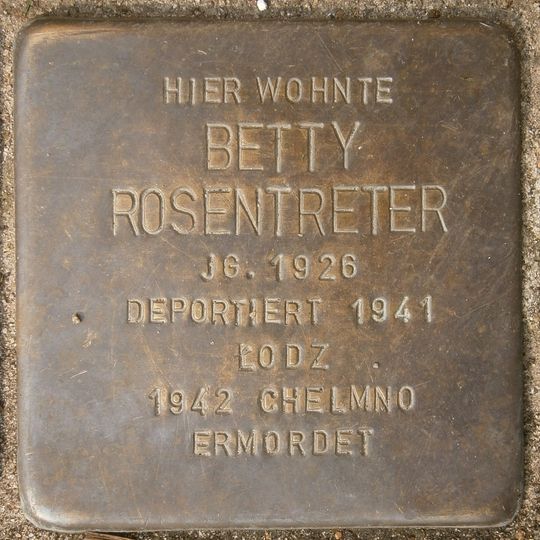 HIER WOHNTE
BETTY
ROSENTRETER
JG. 1926
DEPORTIERT 1941
ŁODZ
1942 CHELMNO
ERMORDET